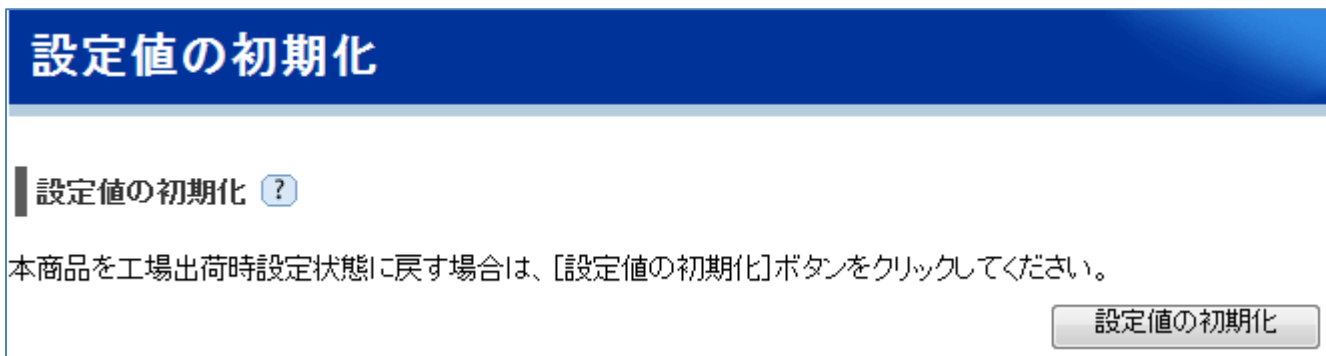 設定値の初期化
設定値の初期化 ?
本商品を工場出荷時設定状態に戻す場合は、[設定値の初期化]ボタンをクリックしてください。
設定値の初期化